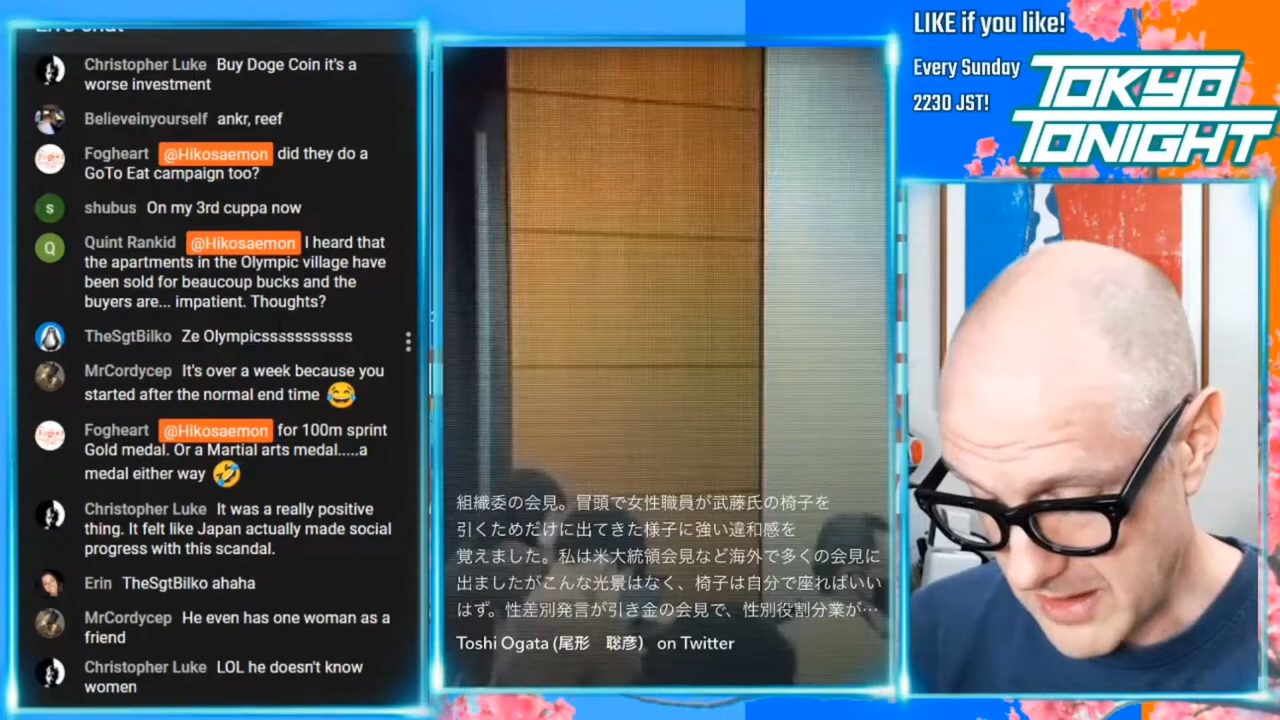 Live chat
Christopher Luke Buy Doge Coin it's a
worse investment
Believeinyourself ankr, reef
Fogheart @Hikosaemon did they do a
GoTo Eat campaign too?
s
shubus On my 3rd cuppa now
Q
Quint Rankid @Hikosaemon I heard that
the apartments in the Olympic village have
been sold for beaucoup bucks and the
buyers are... impatient. Thoughts?
TheSgtBilko Ze Olympicsssssssssss
MrCordycep It's over a week because you
started after the normal end time 😂
Fogheart @Hikosaemon for 100m sprint
Gold medal. Or a Martial arts medal.....a
medal either way 🤣
Christopher Luke It was a really positive
thing. It felt like Japan actually made social
progress with this scandal.
Erin TheSgtBilko ahaha
MrCordycep He even has one woman as a
friend
Christopher Luke LOL he doesn't know
women
組織委の会見。冒頭で女性職員が武藤氏の椅子を
引くためだけに出てきた様子に強い違和感を
覚えました。私は米大統領会見など海外で多くの会見に
出ましたがこんな光景はなく、椅子は自分で座ればいい
はず。性差別発言が引き金の会見で、性別役割分業が…
Toshi Ogata (尾形 聡彦) on Twitter
LIKE if you like!
Every Sunday
2230 JST!
TOKYO
TONIGHT